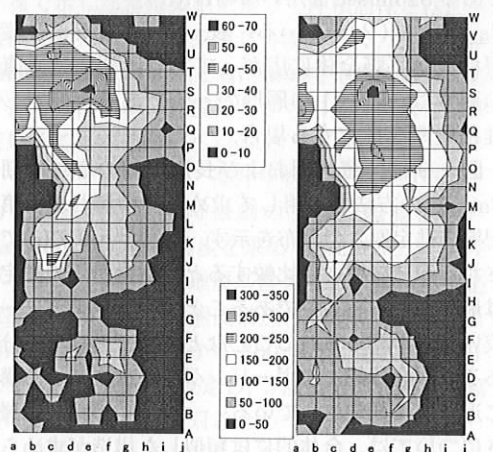 W
V
U
T
S
R
Q
P
O
N
M
L
K
J
I
H
G
F
E
D
C
B
A
a b c d e f g h i j
60-70
50-60
40-5
30-40
20-30
10-20
0-10
300-350
250-300
200-250
150-200
100-150
50-100
0-50
W
V
U
T
S
R
Q
P
O
N
M
L
K
J
I
H
G
F
E
D
C
B
A
a b c d e f g h i j